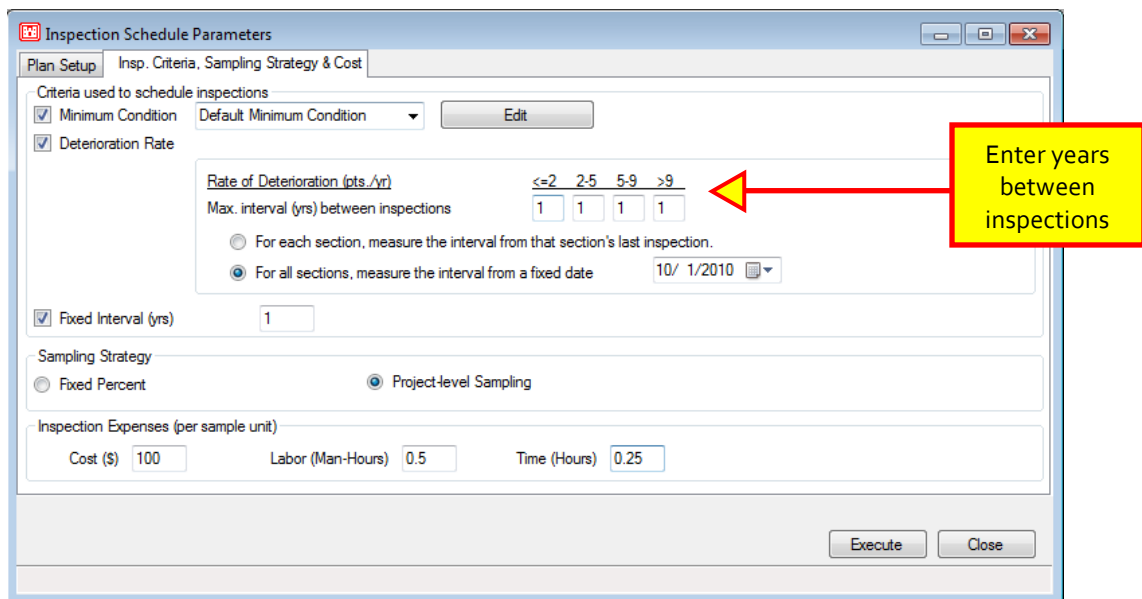 Inspection Schedule Parameters
Plan Setup Insp. Criteria, Sampling Strategy & Cost
Criteria used to schedule inspections
Minimum Condition Default Minimum Condition Edit
Deterioration Rate
Rate of Deterioration (pts./yr) <=2 2-5 5-9 >9
Max. interval (yrs) between inspections 1 1 1 1
For each section, measure the interval from that section's last inspection.
For all sections, measure the interval from a fixed date 10/ 1/2010
Fixed Interval (yrs) 1
Enter years
between
inspections
Sampling Strategy
Fixed Percent Project-level Sampling
Inspection Expenses (per sample unit)
Cost ($) 100 Labor (Man-Hours) 0.5 Time (Hours) 0.25
Execute Close